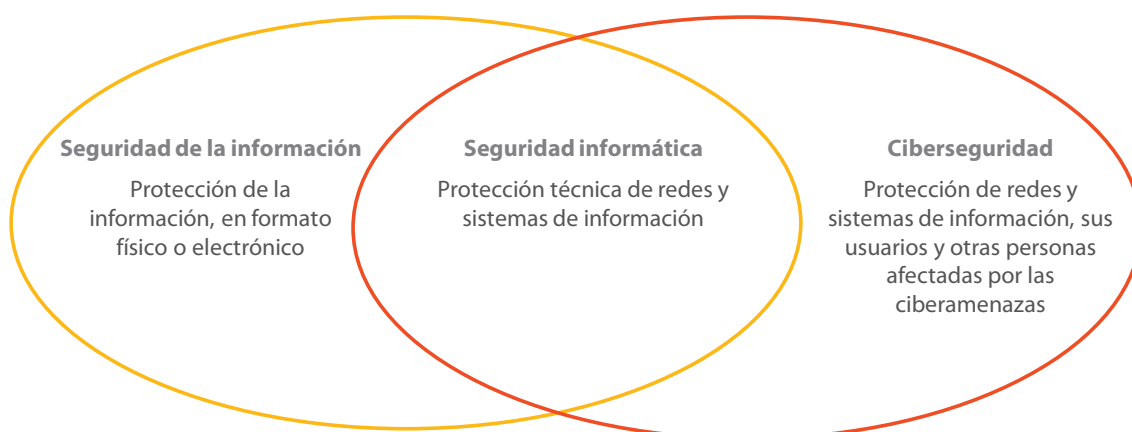 Seguridad de la información
Protección de la
información, en formato
físico o electrónico
Seguridad informática
Protección técnica de redes y
sistemas de información
Ciberseguridad
Protección de redes y
sistemas de información, sus
usuarios y otras personas
afectadas por las
ciberamenazas